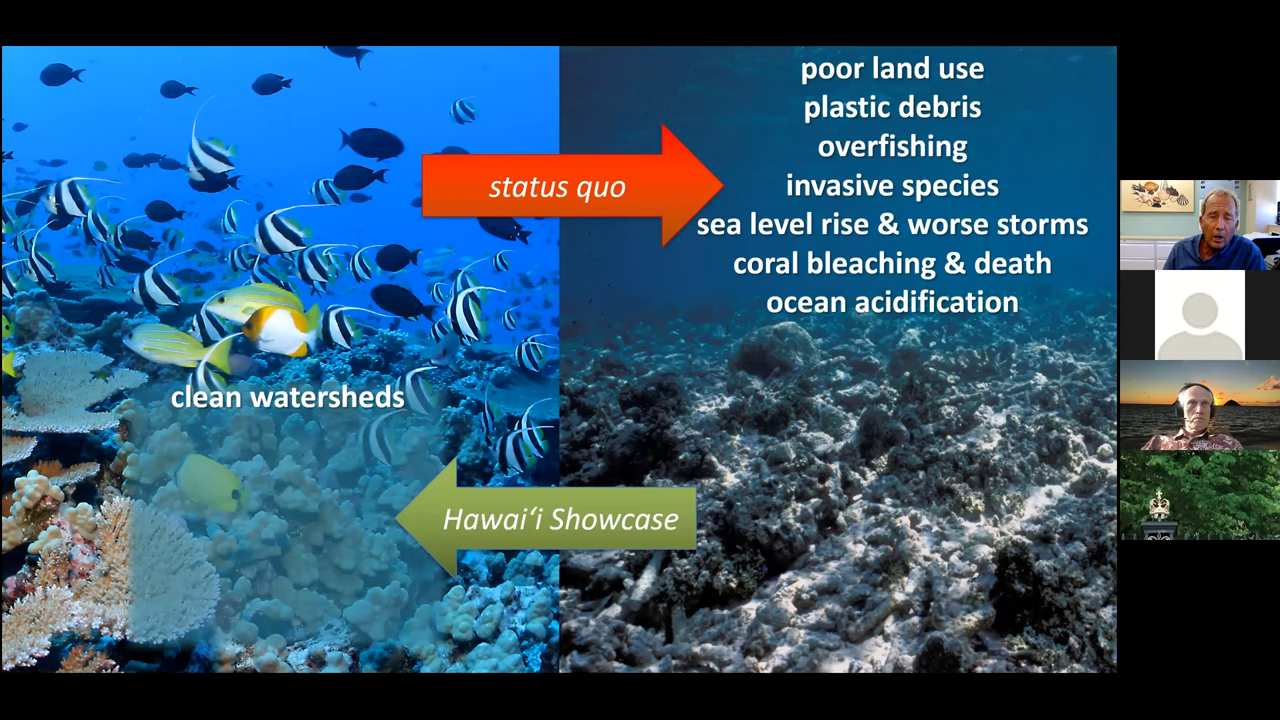 poor land use
plastic debris
overfishing
invasive species
sea level rise & worse storms
coral bleaching & death
ocean acidification
status quo
clean watersheds
Hawaiʻi Showcase